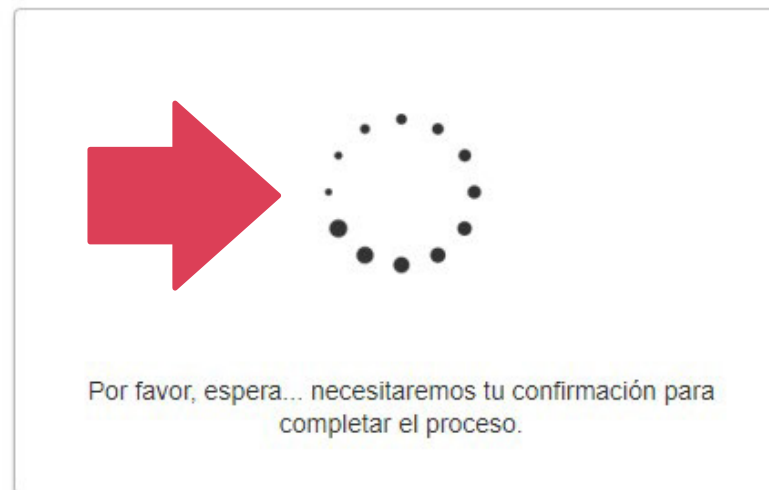 Por favor, espera... necesitaremos tu confirmación para
completar el proceso.